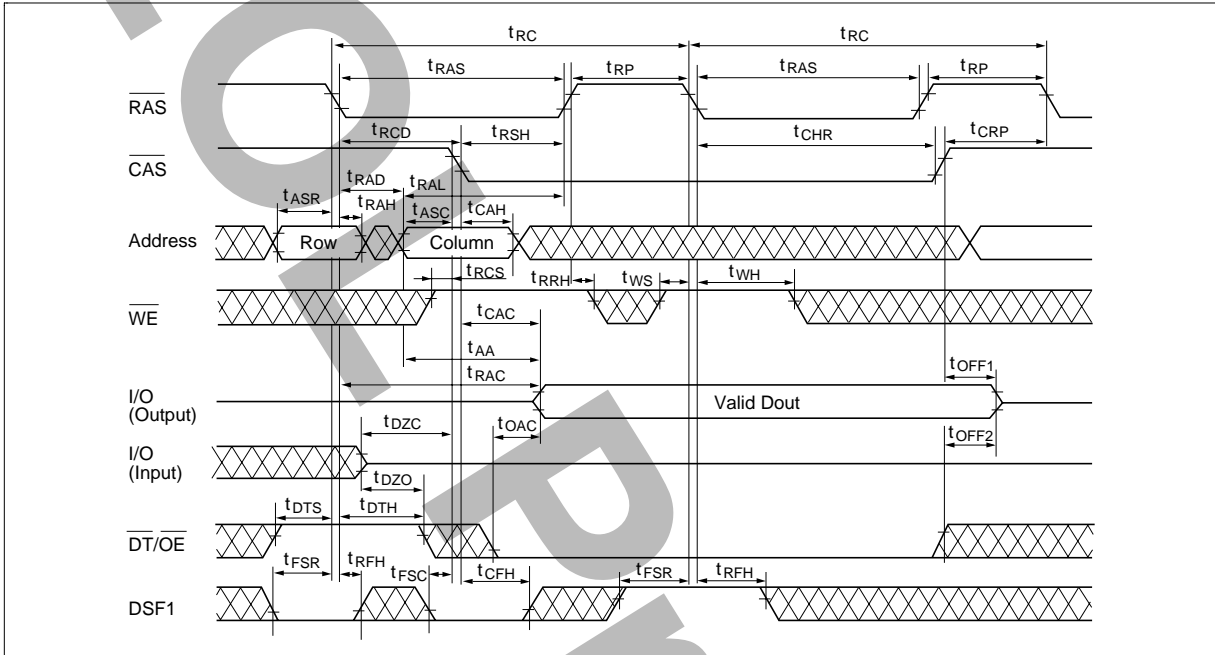 tRC tRC
tRAS tRP tRAS tRP
RAS
tRCD tRSH tCHR tCRP
CAS
tRAD tRAL
tASR tRAH tASC tCAH
Address Row Column
tRCS tRRH tWS tWH
WE
tCAC
tAA
tRAC tOFF1
I/O
(Output)
Valid Dout
tDZC tOAC tOFF2
I/O
(Input)
tDZO
tDTS tDTH
DT/OE
tFSR tRFH tFSC tCFH tFSR tRFH
DSF1